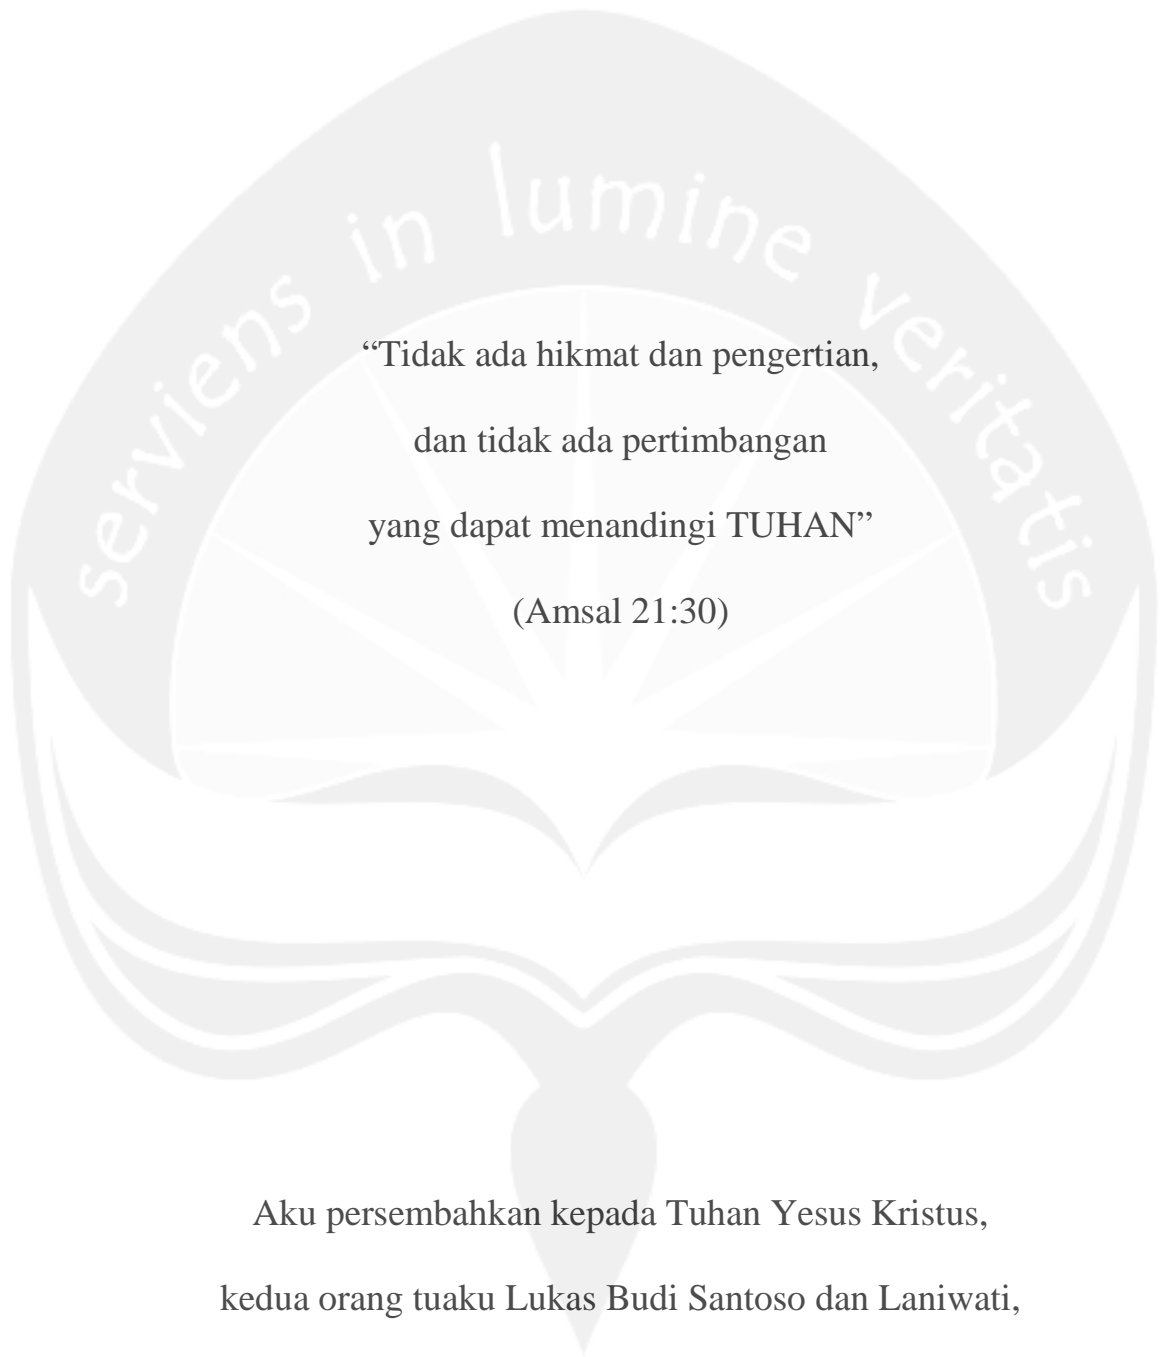 serviens in lumine veritatis
“Tidak ada hikmat dan pengertian,
dan tidak ada pertimbangan
yang dapat menandingi TUHAN”
(Amsal 21:30)
Aku persembahkan kepada Tuhan Yesus Kristus,
kedua orang tuaku Lukas Budi Santoso dan Laniwati,